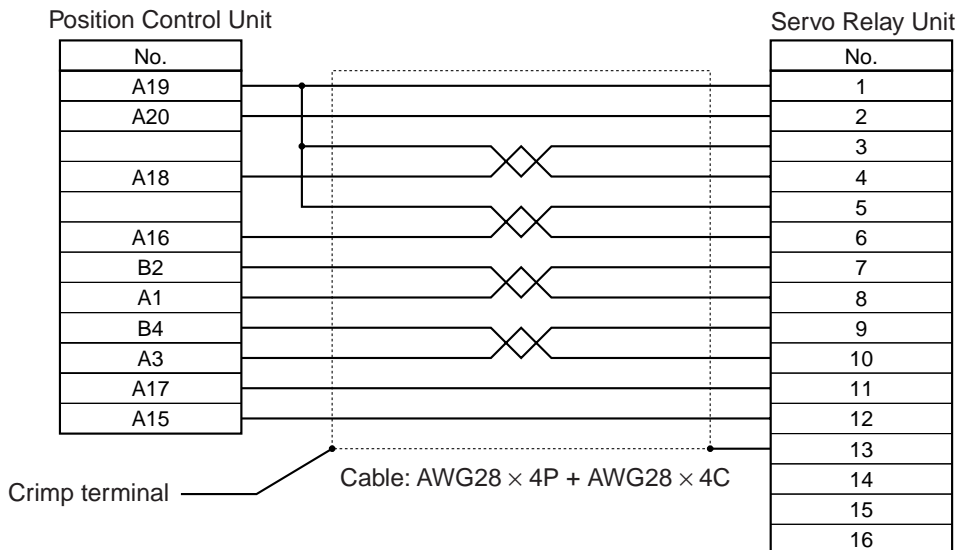 Position Control Unit
Servo Relay Unit
No.
A19
A20
A18
A16
B2
A1
B4
A3
A17
A15
No.
1
2
3
4
5
6
7
8
9
10
11
12
13
14
15
16
Crimp terminal
Cable: AWG28 × 4P + AWG28 × 4C